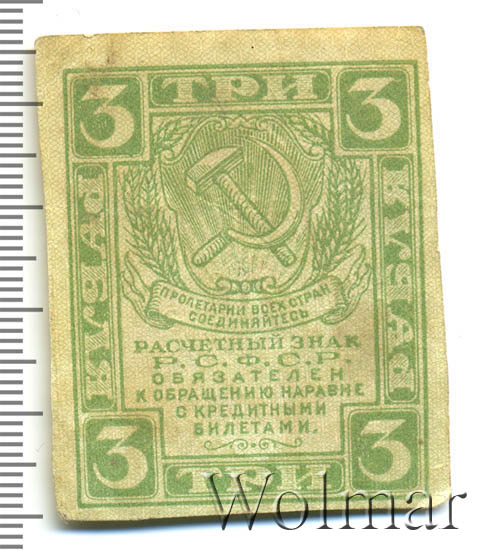 3 ТРИ 3
РУБЛЯ
РУБЛЯ
ПРОЛЕТАРИИ ВСЕХ СТРАН
СОЕДИНЯЙТЕСЬ
РАСЧЕТНЫЙ ЗНАК
Р.С.Ф.С.Р.
ОБЯЗАТЕЛЕН
К ОБРАЩЕНИЮ НАРАВНЕ
С КРЕДИТНЫМИ
БИЛЕТАМИ.
3 ТРИ 3
Wolmar